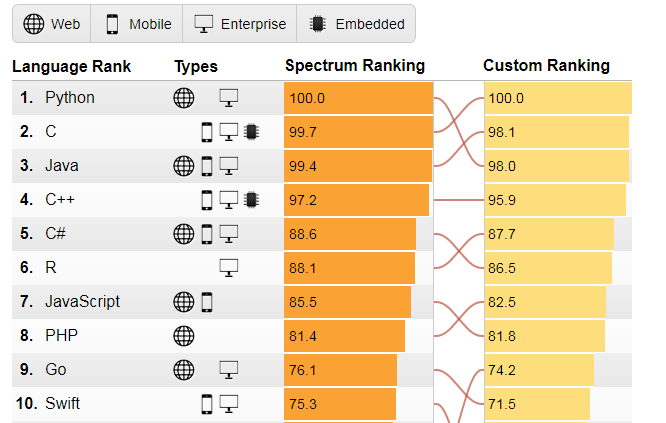 Web Mobile Enterprise Embedded
Language Rank Types Spectrum Ranking Custom Ranking
1. Python 100.0 100.0
2. C 99.7 98.1
3. Java 99.4 98.0
4. C++ 97.2 95.9
5. C# 88.6 87.7
6. R 88.1 86.5
7. JavaScript 85.5 82.5
8. PHP 81.4 81.8
9. Go 76.1 74.2
10. Swift 75.3 71.5